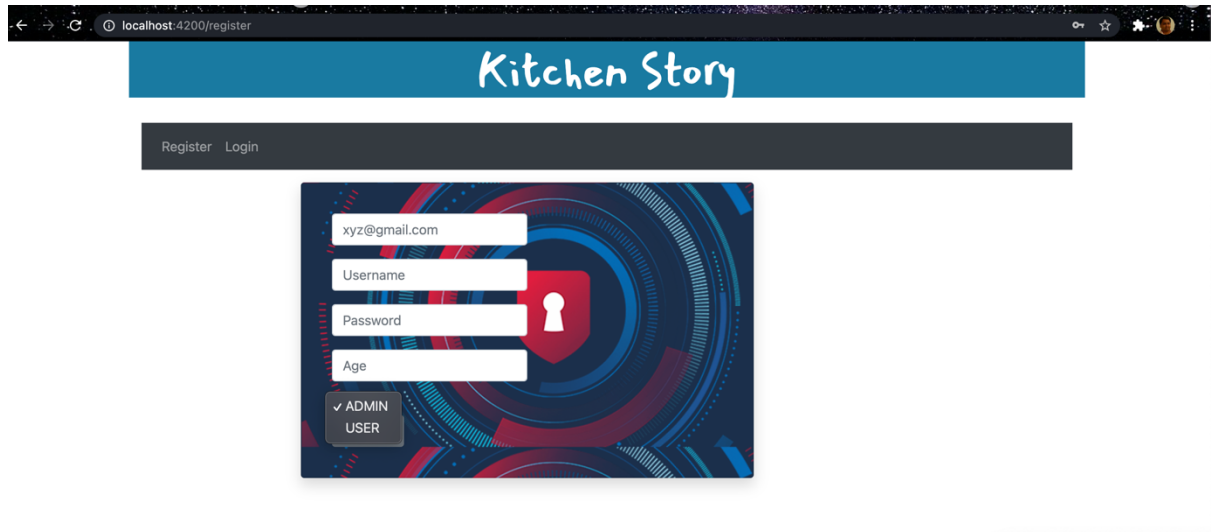 localhost:4200/register
Kitchen Story
Register Login
xyz@gmail.com
Username
Password
Age
✓ ADMIN
USER